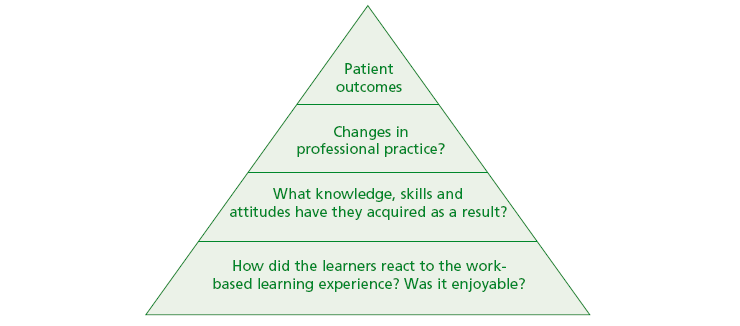 Patient
outcomes
Changes in
professional practice?
What knowledge, skills and
attitudes have they acquired as a result?
How did the learners react to the work-
based learning experience? Was it enjoyable?